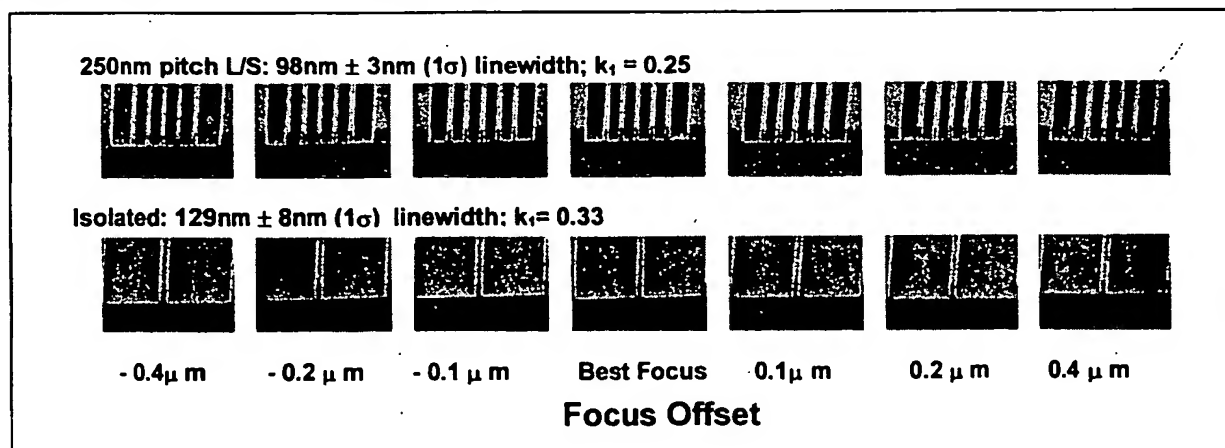 250nm pitch L/S: 98nm ± 3nm (1σ) linewidth; k₁ = 0.25
Isolated: 129nm ± 8nm (1σ) linewidth; k₁= 0.33
- 0.4μ m - 0.2 μ m - 0.1 μ m Best Focus 0.1μ m 0.2 μ m 0.4 μ m
Focus Offset